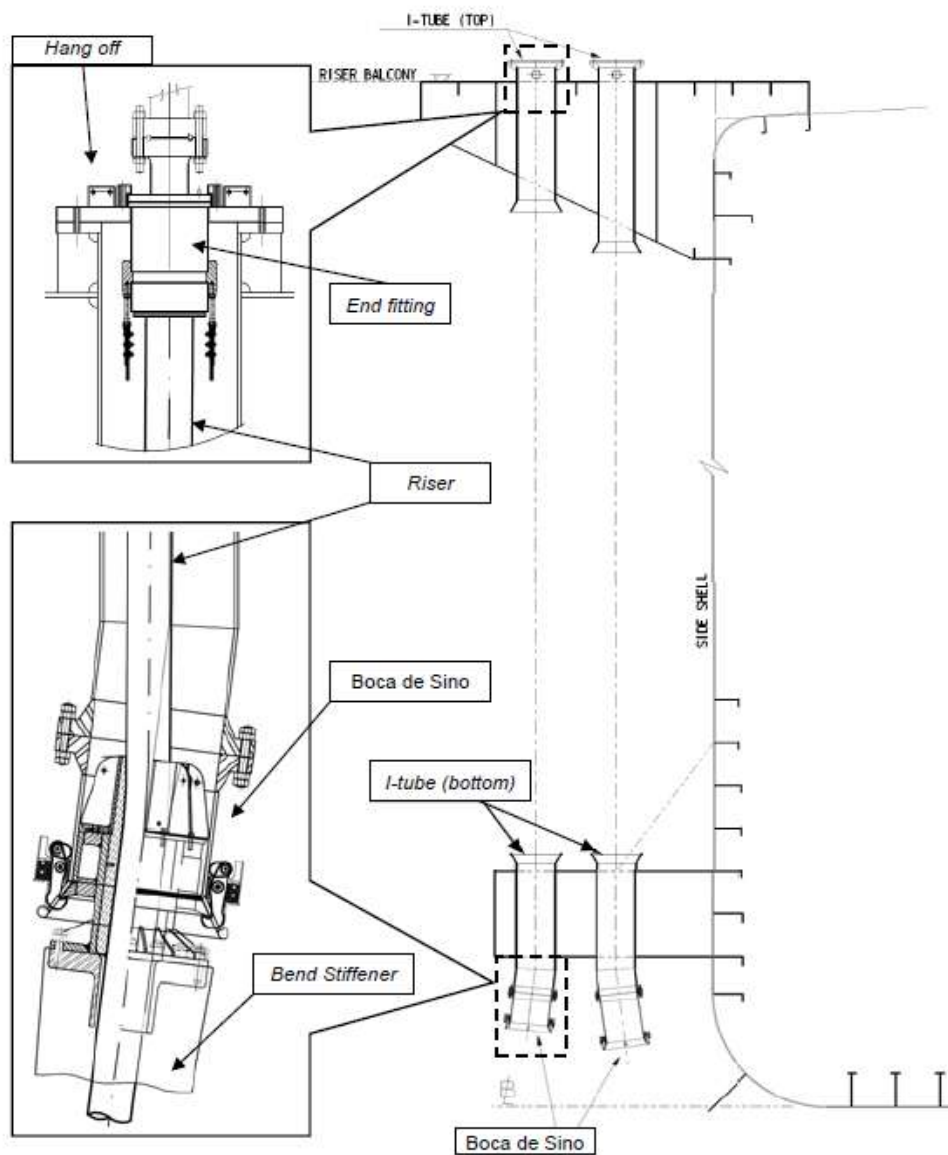 I-TUBE (TOP)
Hang off
RISER BALCONY
End fitting
Riser
SIDE SHELL
Boca de Sino
I-tube (bottom)
Bend Stiffener
Boca de Sino